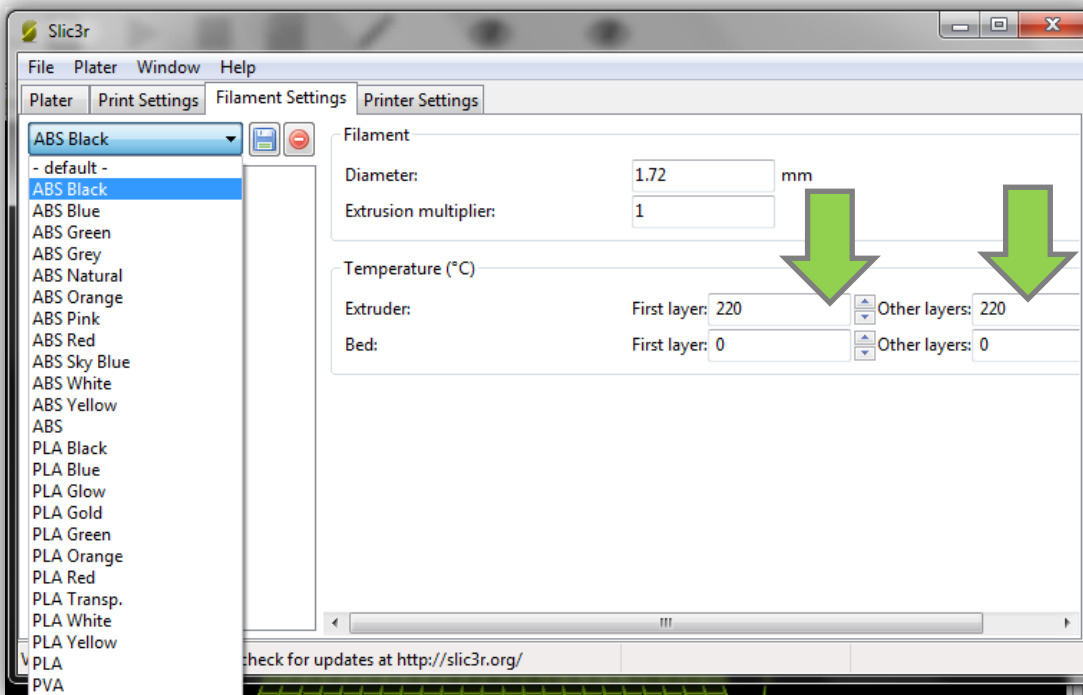 Slic3r
File Plater Window Help
Plater Print Settings Filament Settings Printer Settings
ABS Black
- default -
ABS Black
ABS Blue
ABS Green
ABS Grey
ABS Natural
ABS Orange
ABS Pink
ABS Red
ABS Sky Blue
ABS White
ABS Yellow
ABS
PLA Black
PLA Blue
PLA Glow
PLA Gold
PLA Green
PLA Orange
PLA Red
PLA Transp.
PLA White
PLA Yellow
PLA
PVA
Filament
Diameter: 1.72 mm
Extrusion multiplier: 1
Temperature (°C)
Extruder: First layer: 220 Other layers: 220
Bed: First layer: 0 Other layers: 0
check for updates at http://slic3r.org/